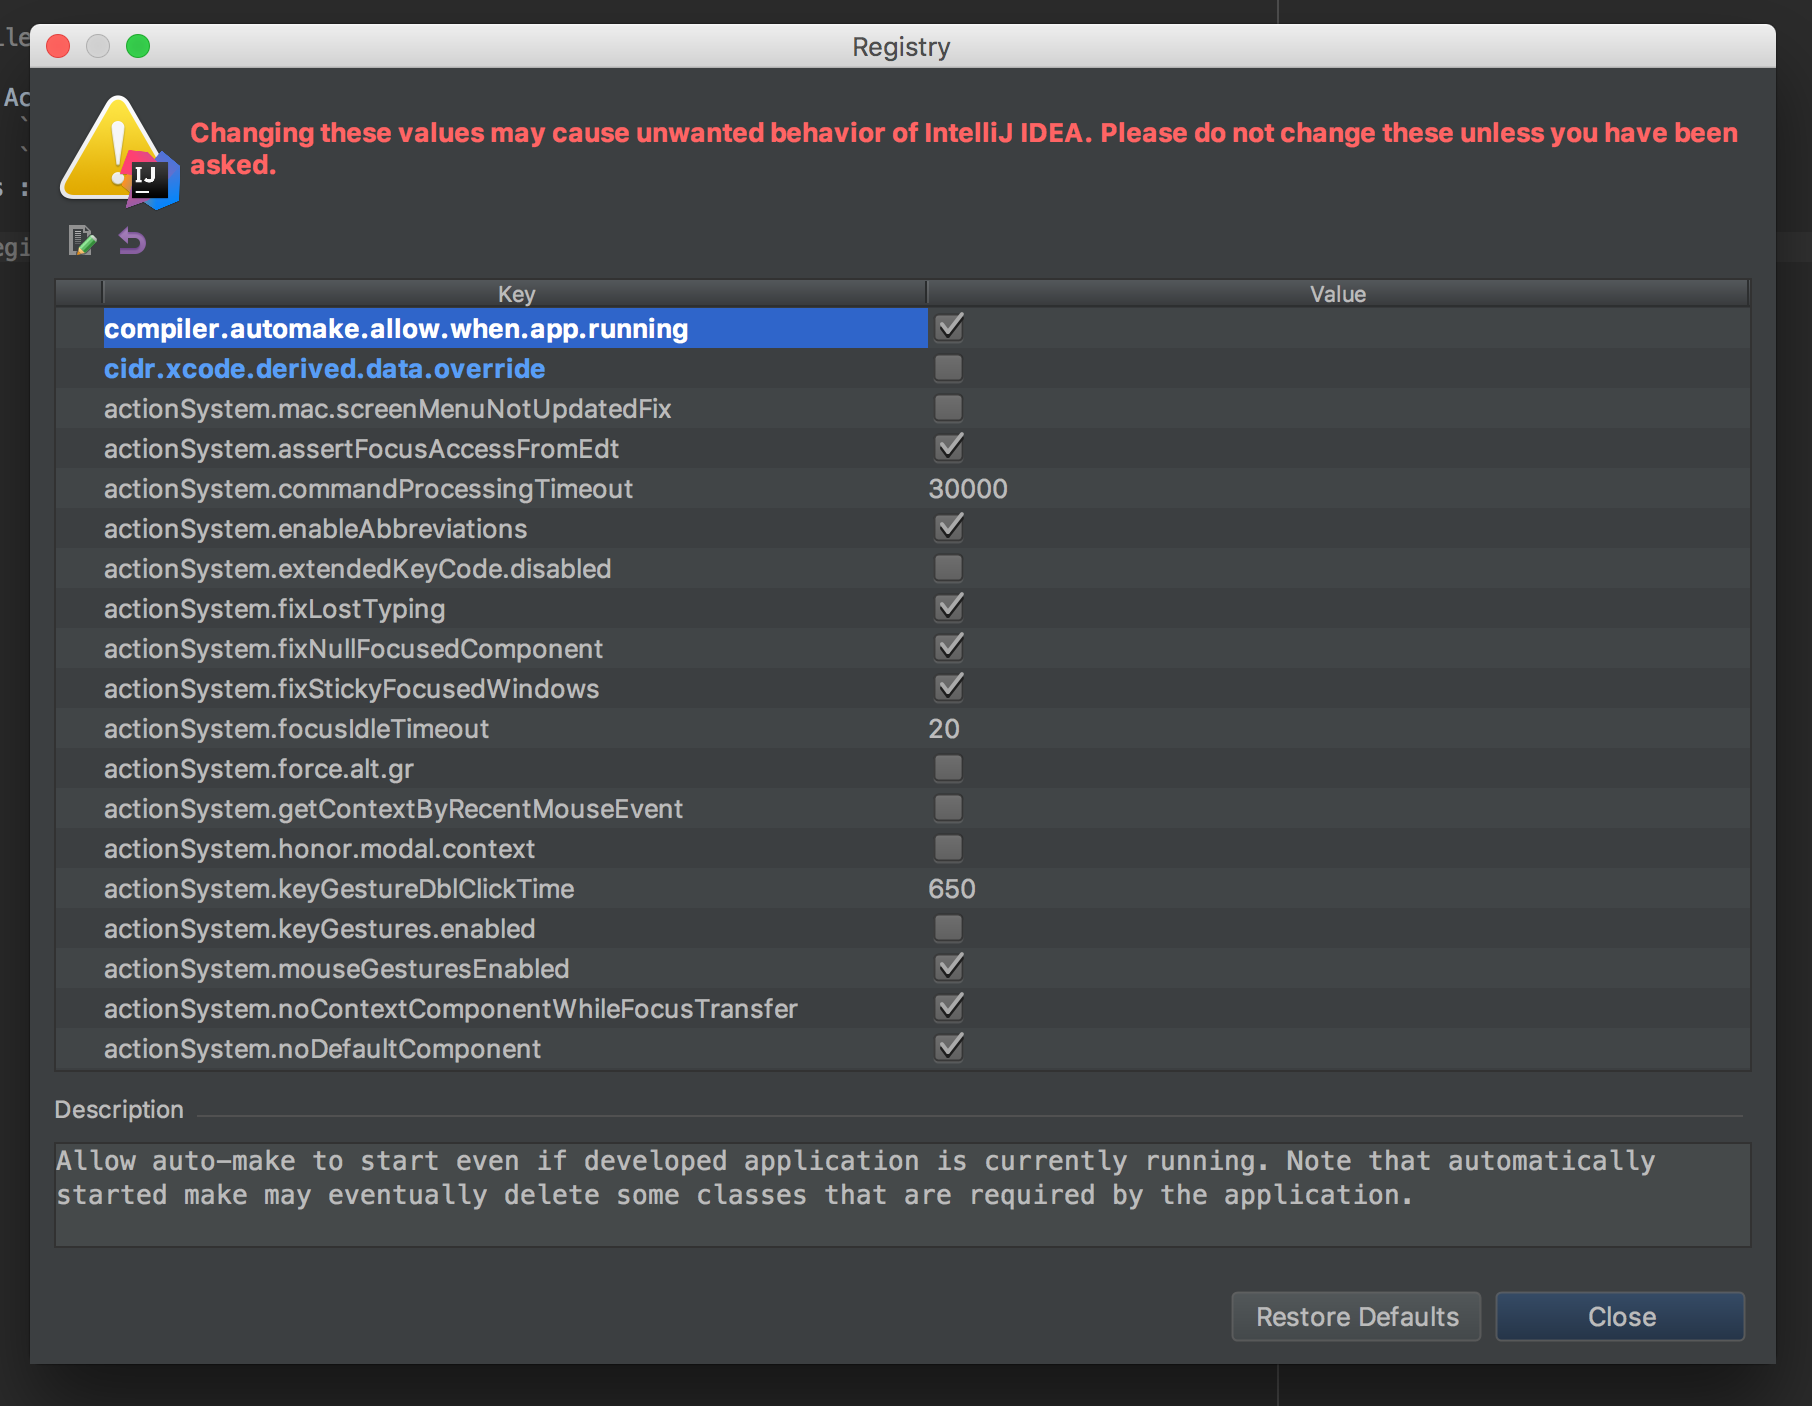 Registry
Changing these values may cause unwanted behavior of IntelliJ IDEA. Please do not change these unless you have been
asked.
IJ
Key Value
compiler.automake.allow.when.app.running
cidr.xcode.derived.data.override
actionSystem.mac.screenMenuNotUpdatedFix
actionSystem.assertFocusAccessFromEdt
actionSystem.commandProcessingTimeout 30000
actionSystem.enableAbbreviations
actionSystem.extendedKeyCode.disabled
actionSystem.fixLostTyping
actionSystem.fixNullFocusedComponent
actionSystem.fixStickyFocusedWindows
actionSystem.focusIdleTimeout 20
actionSystem.force.alt.gr
actionSystem.getContextByRecentMouseEvent
actionSystem.honor.modal.context
actionSystem.keyGestureDblClickTime 650
actionSystem.keyGestures.enabled
actionSystem.mouseGesturesEnabled
actionSystem.noContextComponentWhileFocusTransfer
actionSystem.noDefaultComponent
Description
Allow auto-make to start even if developed application is currently running. Note that automatically
started make may eventually delete some classes that are required by the application.
Restore Defaults Close